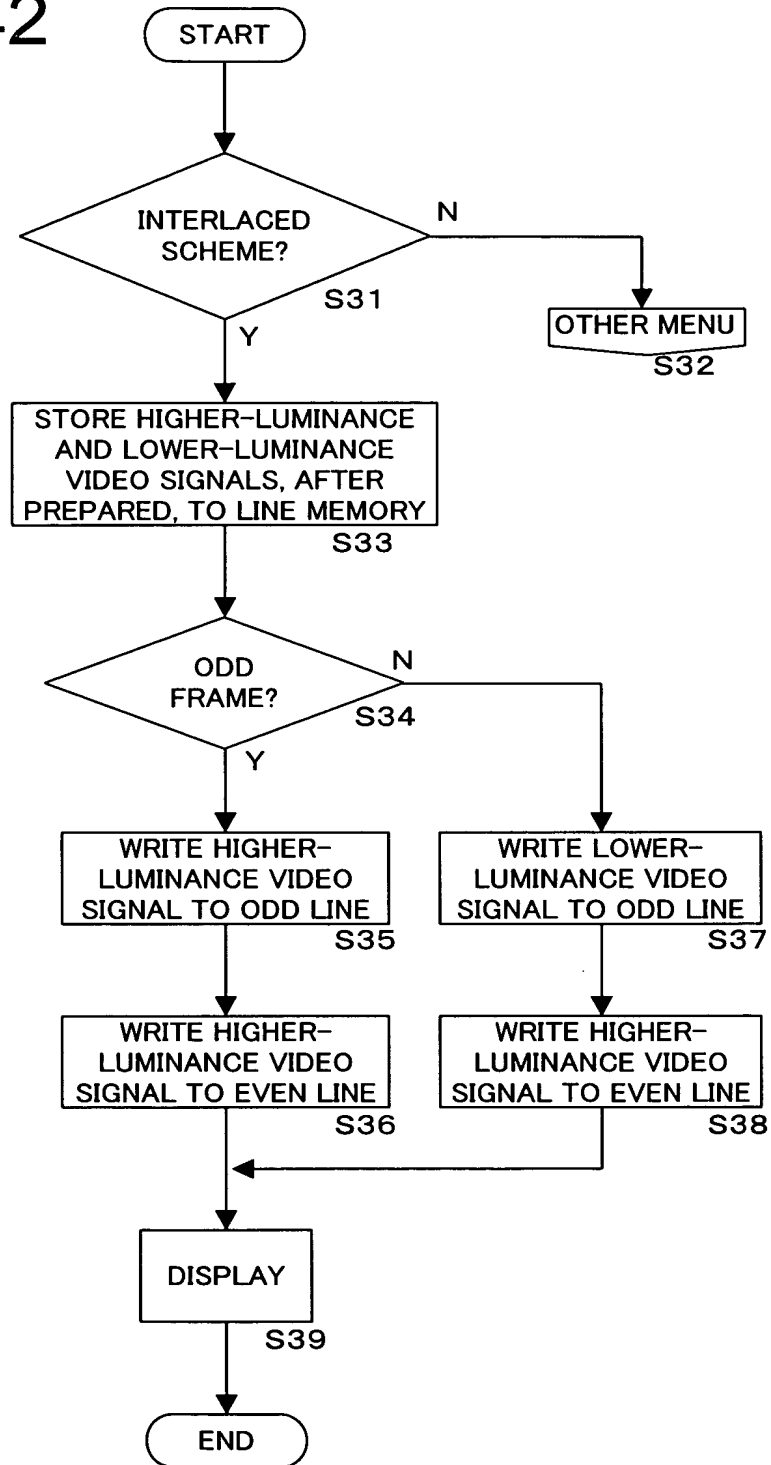 -2
START
INTERLACED
SCHEME?
N
S31
Y
OTHER MENU
S32
STORE HIGHER-LUMINANCE
AND LOWER-LUMINANCE
VIDEO SIGNALS, AFTER
PREPARED, TO LINE MEMORY
S33
ODD
FRAME?
N
S34
Y
WRITE HIGHER-
LUMINANCE VIDEO
SIGNAL TO ODD LINE
S35
WRITE LOWER-
LUMINANCE VIDEO
SIGNAL TO ODD LINE
S37
WRITE HIGHER-
LUMINANCE VIDEO
SIGNAL TO EVEN LINE
S36
WRITE HIGHER-
LUMINANCE VIDEO
SIGNAL TO EVEN LINE
S38
DISPLAY
S39
END